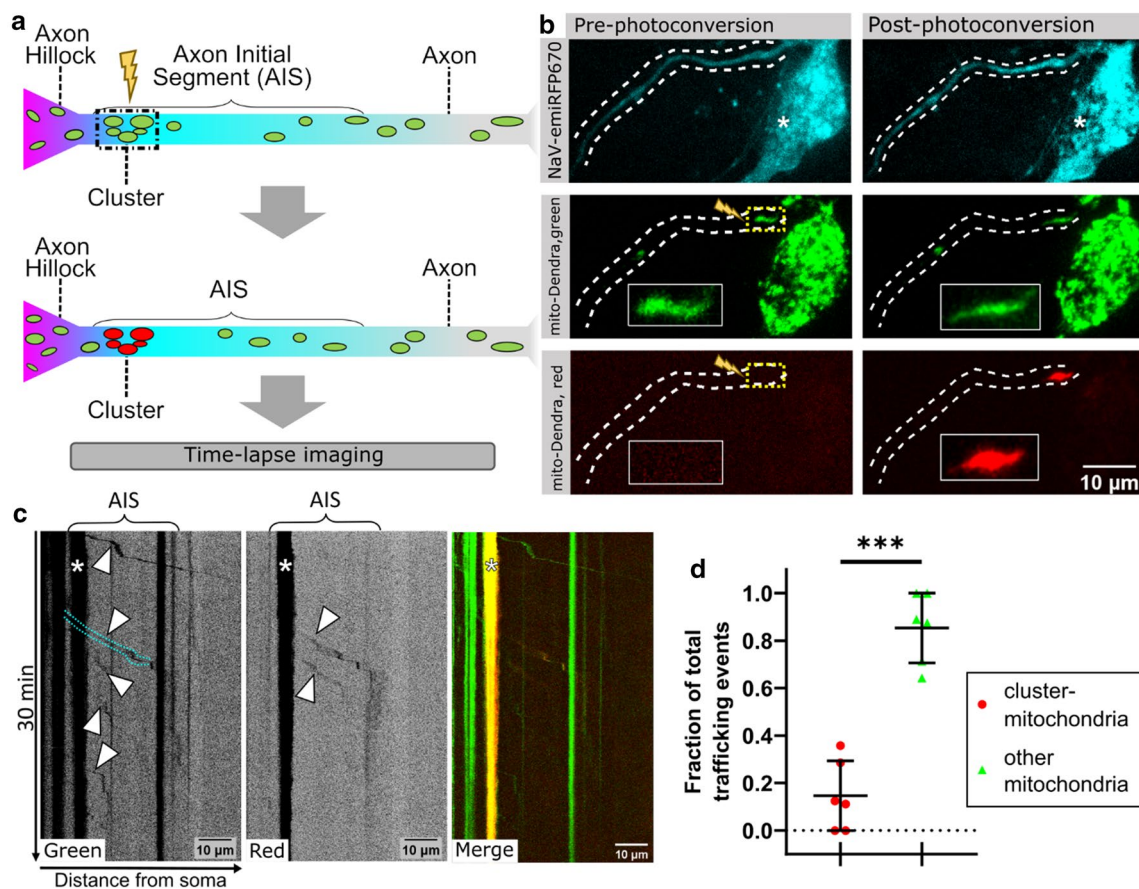 a
Axon
Hillock
Axon Initial
Segment (AIS)
Axon
Cluster
Axon
Hillock
AIS
Axon
Cluster
Time-lapse imaging
b
Pre-photoconversion
Post-photoconversion
NaV-emiRFP670
*
*
mito-Dendra,green
mito-Dendra, red
10 µm
c
AIS
AIS
30 min
*
*
*
Green
10 µm
Red
10 µm
Merge
10 µm
Distance from soma
d
***
Fraction of total
trafficking events
1.0
0.8
0.6
0.4
0.2
0.0
cluster-
mitochondria
other
mitochondria